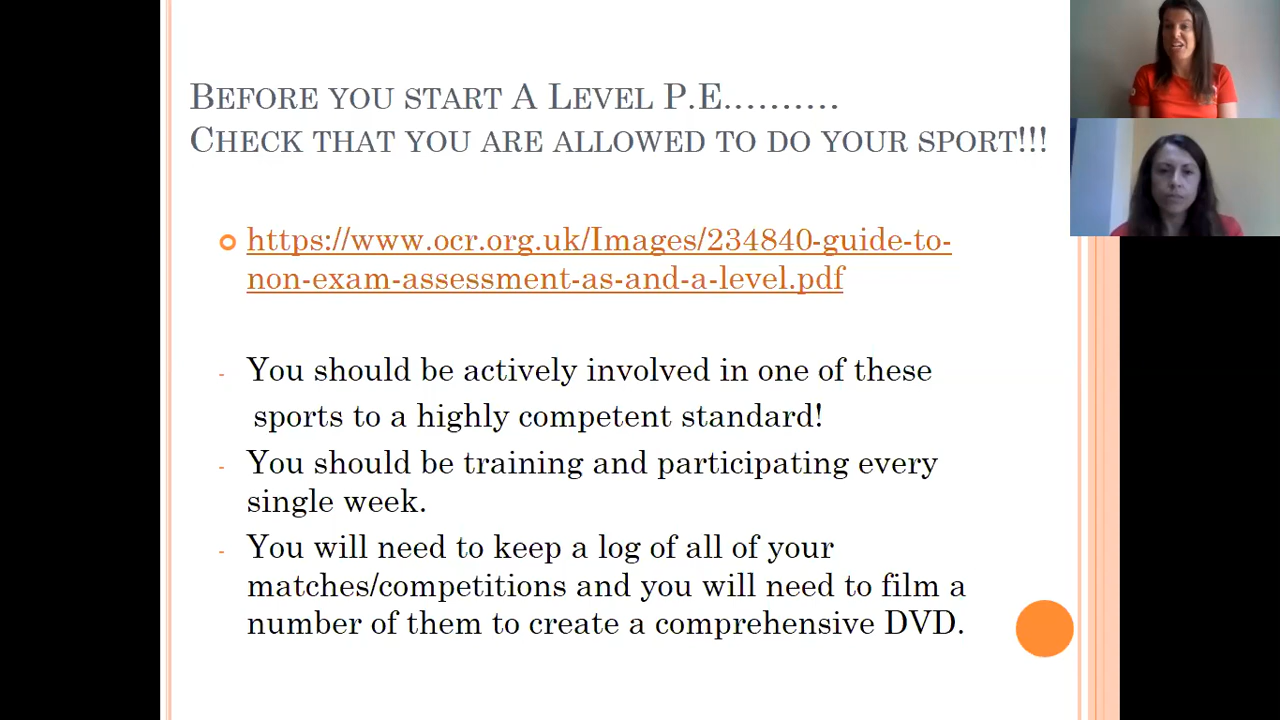 BEFORE YOU START A LEVEL P.E..........
CHECK THAT YOU ARE ALLOWED TO DO YOUR SPORT!!!
https://www.ocr.org.uk/Images/234840-guide-to-
non-exam-assessment-as-and-a-level.pdf
- You should be actively involved in one of these
sports to a highly competent standard!
- You should be training and participating every
single week.
- You will need to keep a log of all of your
matches/competitions and you will need to film a
number of them to create a comprehensive DVD.